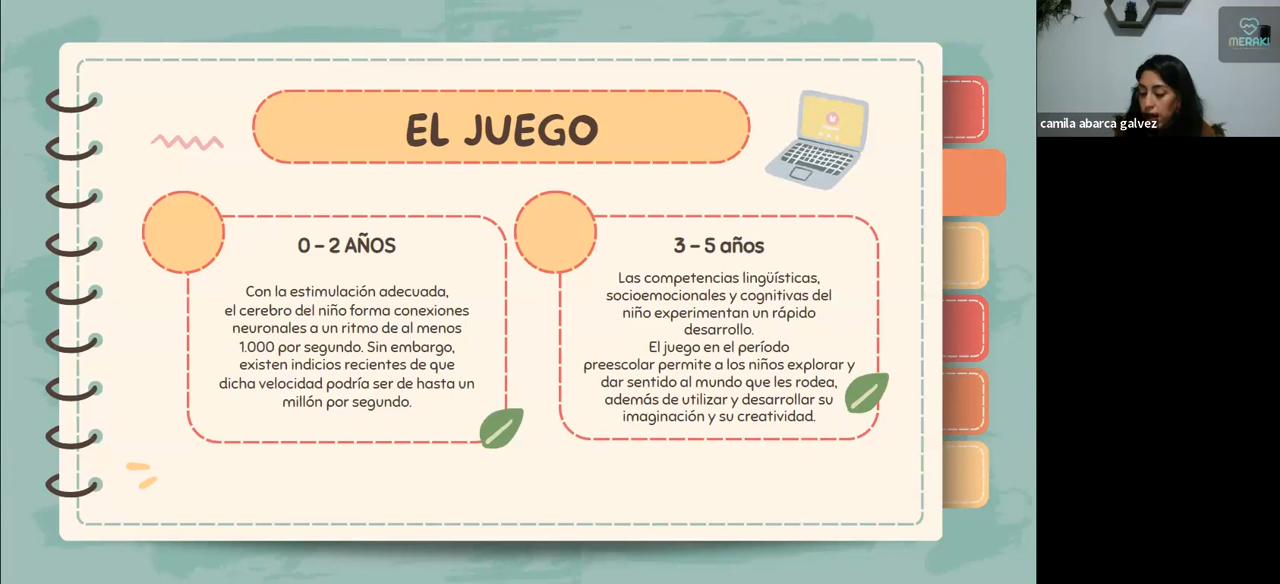 EL JUEGO
0 – 2 AÑOS
Con la estimulación adecuada,
el cerebro del niño forma conexiones
neuronales a un ritmo de al menos
1.000 por segundo. Sin embargo,
existen indicios recientes de que
dicha velocidad podría ser de hasta un
millón por segundo.
3 – 5 años
Las competencias lingüísticas,
socioemocionales y cognitivas del
niño experimentan un rápido
desarrollo.
El juego en el período
preescolar permite a los niños explorar y
dar sentido al mundo que les rodea,
además de utilizar y desarrollar su
imaginación y su creatividad.
MERAKI
camila abarca galvez